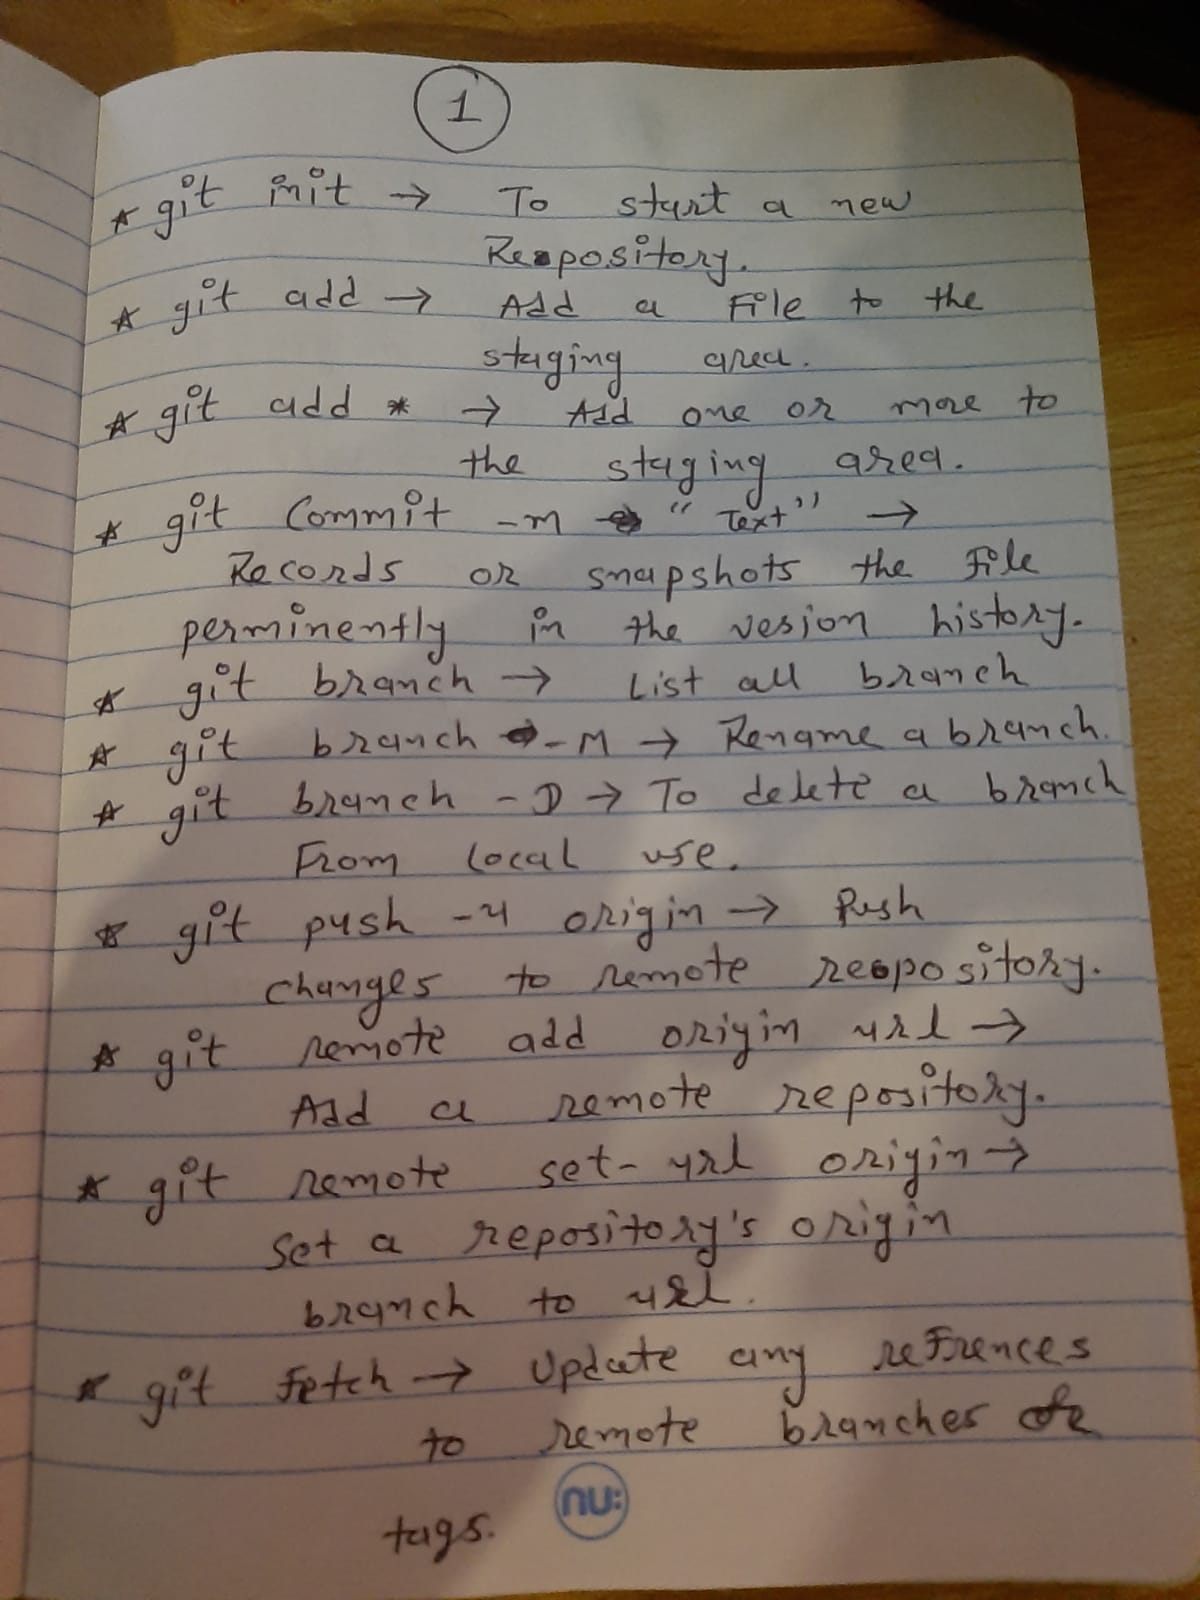 1
* git init → To start a new
Reopository.
* git add → Add a File to the
staging area.
* git add * → Add one or more to
the staging area.
* git Commit -m "Text" →
Records or snapshots the File
perminently in the vesion history.
* git branch → List all branch
* git branch -M → Rename a branch.
* git branch -D → To delete a branch
From local use.
* git push -u origin → Push
changes to remote reopository.
* git remote add origin url →
Add a remote repository.
* git remote set-url origin →
Set a repository's origin
branch to url.
* git Fetch → Update any reFrences
to remote branches or
tags.
nu: